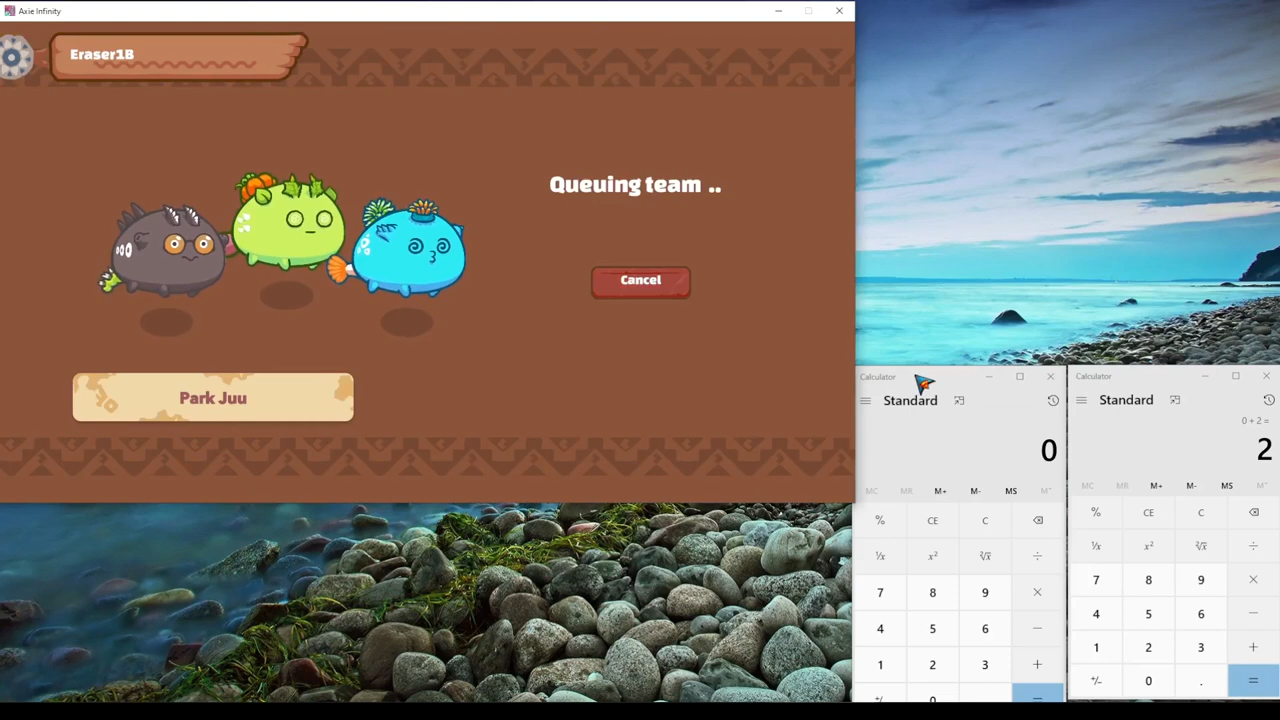 Axie Infinity
Eraser1B
Queuing team ..
Cancel
Park Juu
Calculator
Standard
0
MC MR M+ M- MS M˅
% CE C
⅟x x² ²√x ÷
7 8 9 ×
4 5 6 −
1 2 3 +
+/- 0 =
Calculator
Standard
0 + 2 =
2
MC MR M+ M- MS M˅
% CE C
⅟x x² ²√x ÷
7 8 9 ×
4 5 6 −
1 2 3 +
+/- 0 . =